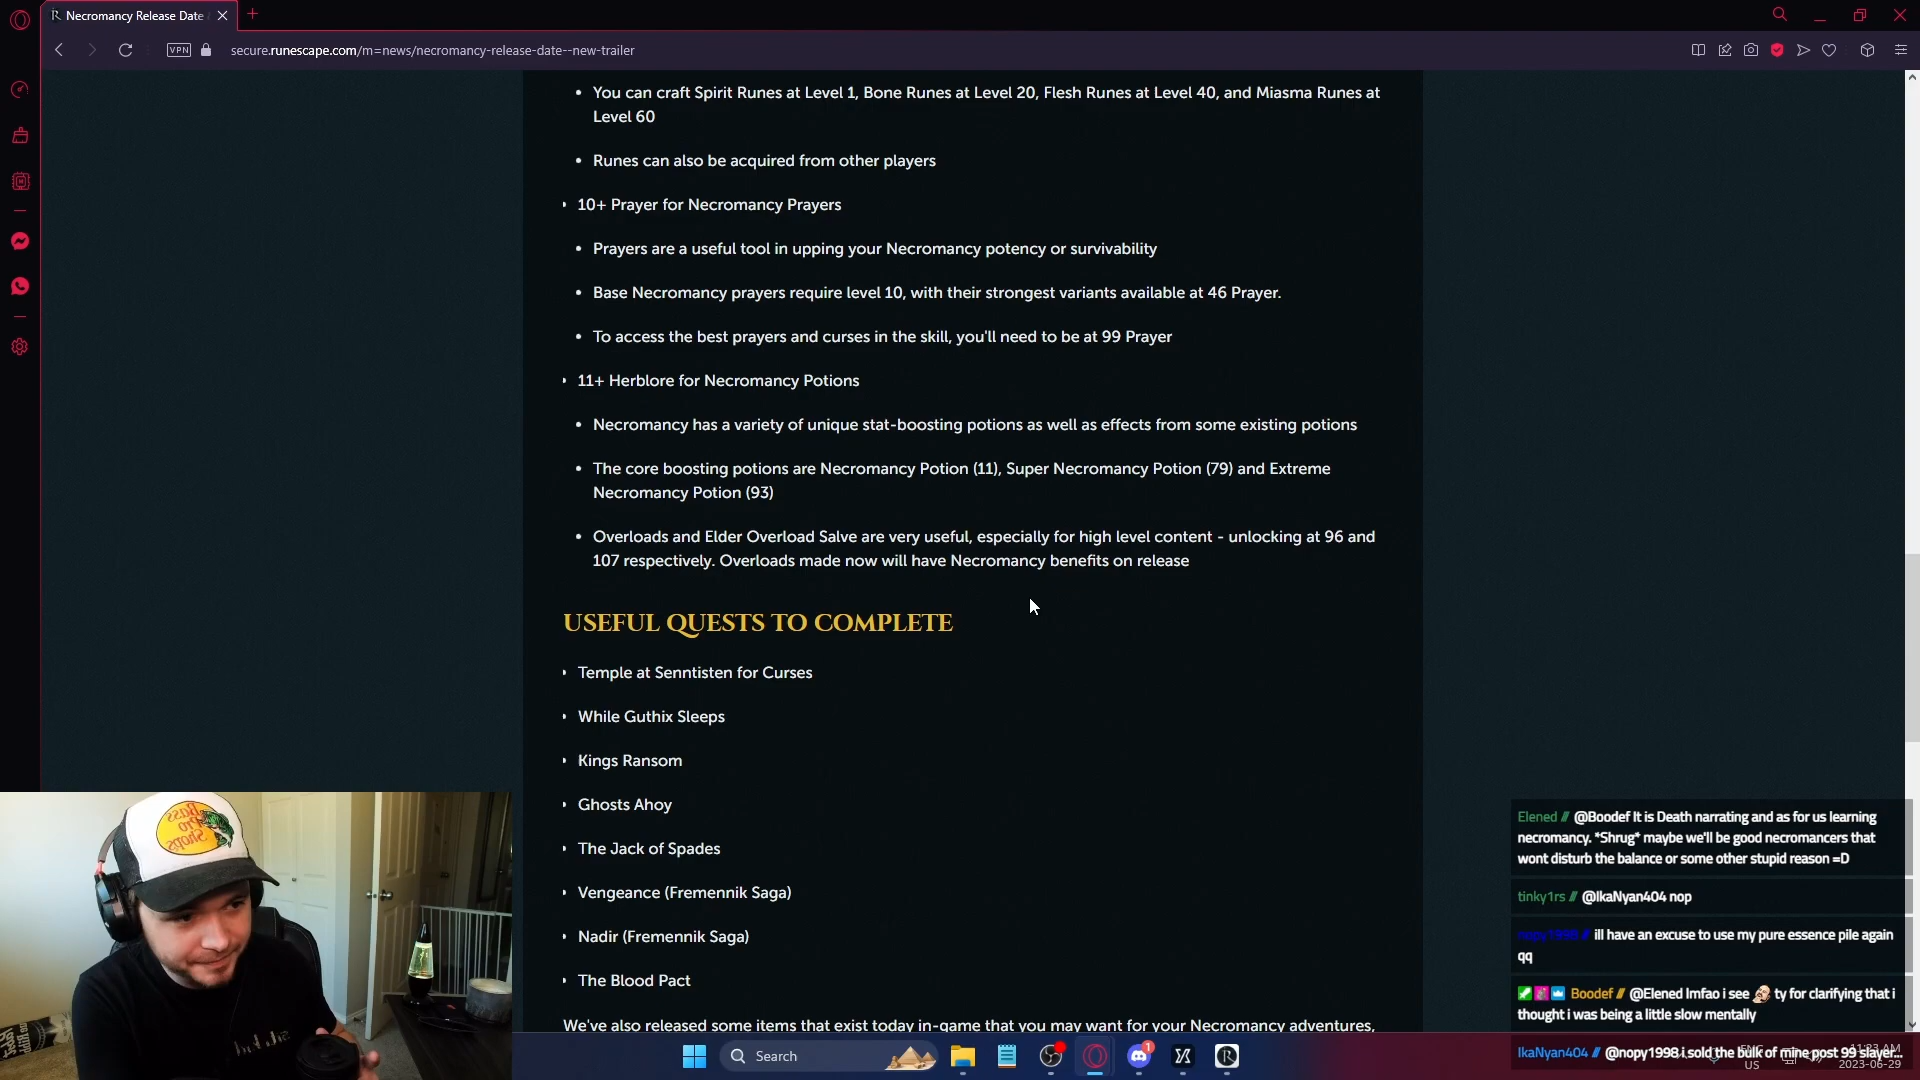 Necromancy Release Date
VPN
secure.runescape.com/m=news/necromancy-release-date--new-trailer
• You can craft Spirit Runes at Level 1, Bone Runes at Level 20, Flesh Runes at Level 40, and Miasma Runes at
Level 60
• Runes can also be acquired from other players
• 10+ Prayer for Necromancy Prayers
• Prayers are a useful tool in upping your Necromancy potency or survivability
• Base Necromancy prayers require level 10, with their strongest variants available at 46 Prayer.
• To access the best prayers and curses in the skill, you'll need to be at 99 Prayer
• 11+ Herblore for Necromancy Potions
• Necromancy has a variety of unique stat-boosting potions as well as effects from some existing potions
• The core boosting potions are Necromancy Potion (11), Super Necromancy Potion (79) and Extreme
Necromancy Potion (93)
• Overloads and Elder Overload Salve are very useful, especially for high level content - unlocking at 96 and
107 respectively. Overloads made now will have Necromancy benefits on release
USEFUL QUESTS TO COMPLETE
• Temple at Senntisten for Curses
• While Guthix Sleeps
• Kings Ransom
• Ghosts Ahoy
• The Jack of Spades
• Vengeance (Fremennik Saga)
• Nadir (Fremennik Saga)
• The Blood Pact
We've also released some items that exist today in-game that you may want for your Necromancy adventures,
Bass
Pro
Shops
Elened // @Boodef It is Death narrating and as for us learning
necromancy. *Shrug* maybe we'll be good necromancers that
wont disturb the balance or some other stupid reason =D
tinky1rs // @IkaNyan404 nop
nopy1998 // ill have an excuse to use my pure essence pile again
qq
Boodef // @Elened lmfao i see ty for clarifying that i
thought i was being a little slow mentally
IkaNyan404 // @nopy1998 i sold the bulk of mine post 99 slayer...
Search
1
ENG
US
11:23 AM
2023-06-29